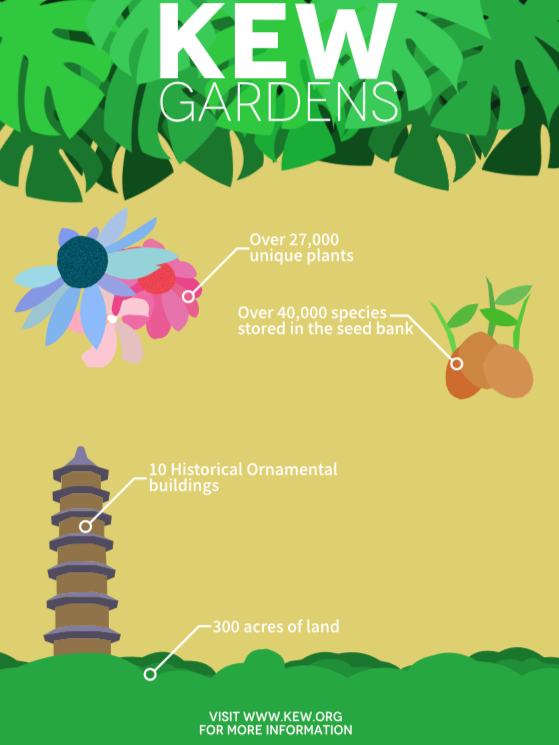 KEW
GARDENS
Over 27,000
unique plants
Over 40,000 species
stored in the seed bank
10 Historical Ornamental
buildings
300 acres of land
VISIT WWW.KEW.ORG
FOR MORE INFORMATION